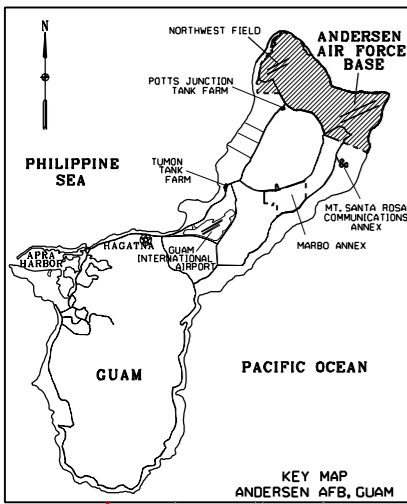 N
NORTHWEST FIELD
ANDERSEN
AIR FORCE
BASE
POTTS JUNCTION
TANK FARM
PHILIPPINE
SEA
TUMON
TANK
FARM
MT. SANTA ROSA
COMMUNICATIONS
ANNEX
MARBO ANNEX
HAGATNA
GUAM
INTERNATIONAL
AIRPORT
APRA
HARBOR
GUAM
PACIFIC OCEAN
KEY MAP
ANDERSEN AFB, GUAM